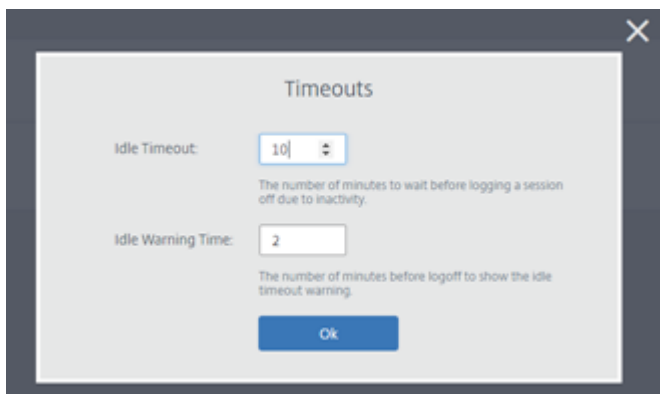 Timeouts
Idle Timeout:
10
The number of minutes to wait before logging a session
off due to inactivity.
Idle Warning Time:
2
The number of minutes before logoff to show the idle
timeout warning.
Ok